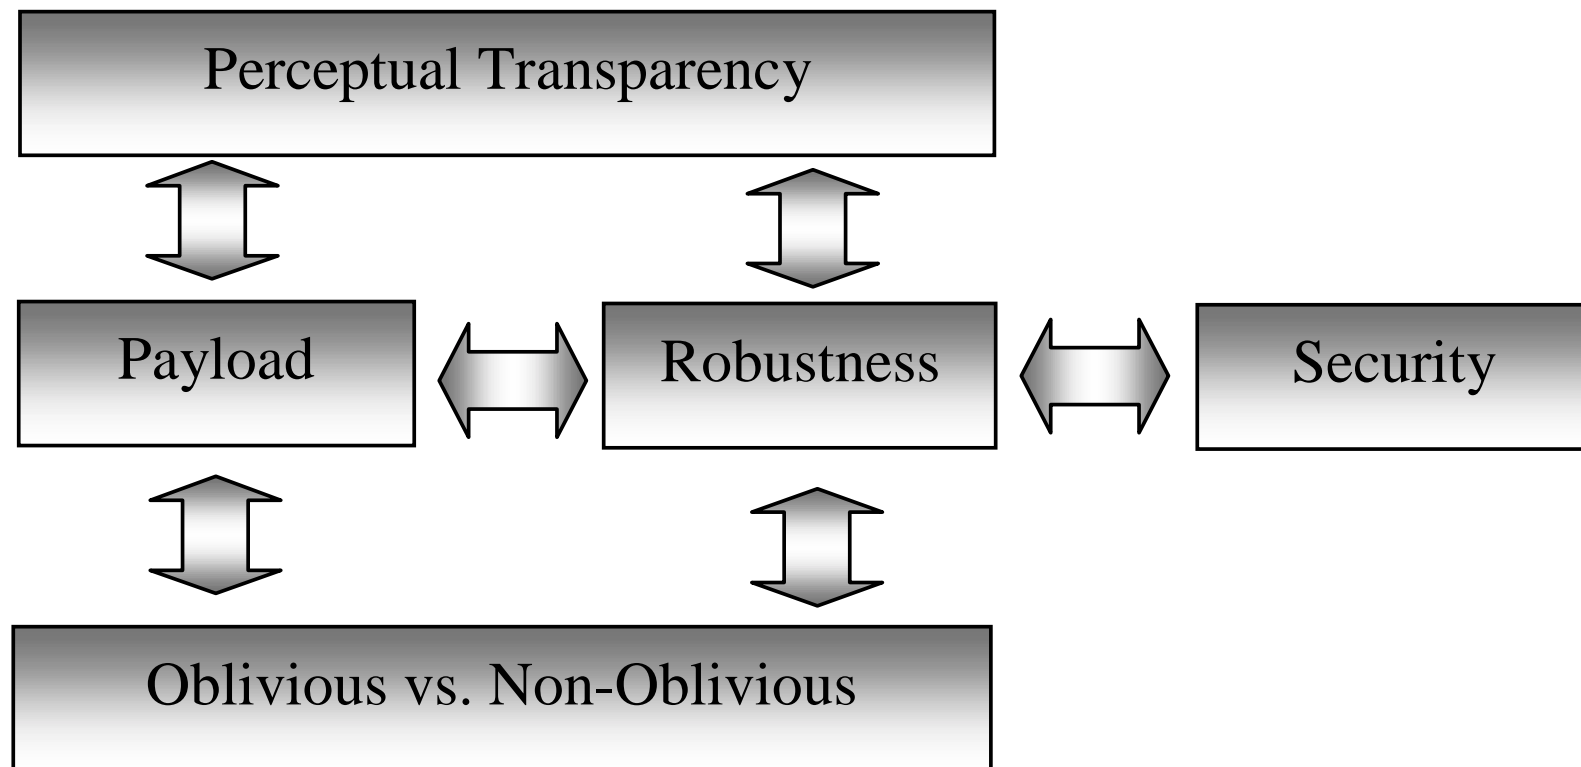 Perceptual Transparency
Payload
Robustness
Security
Oblivious vs. Non-Oblivious